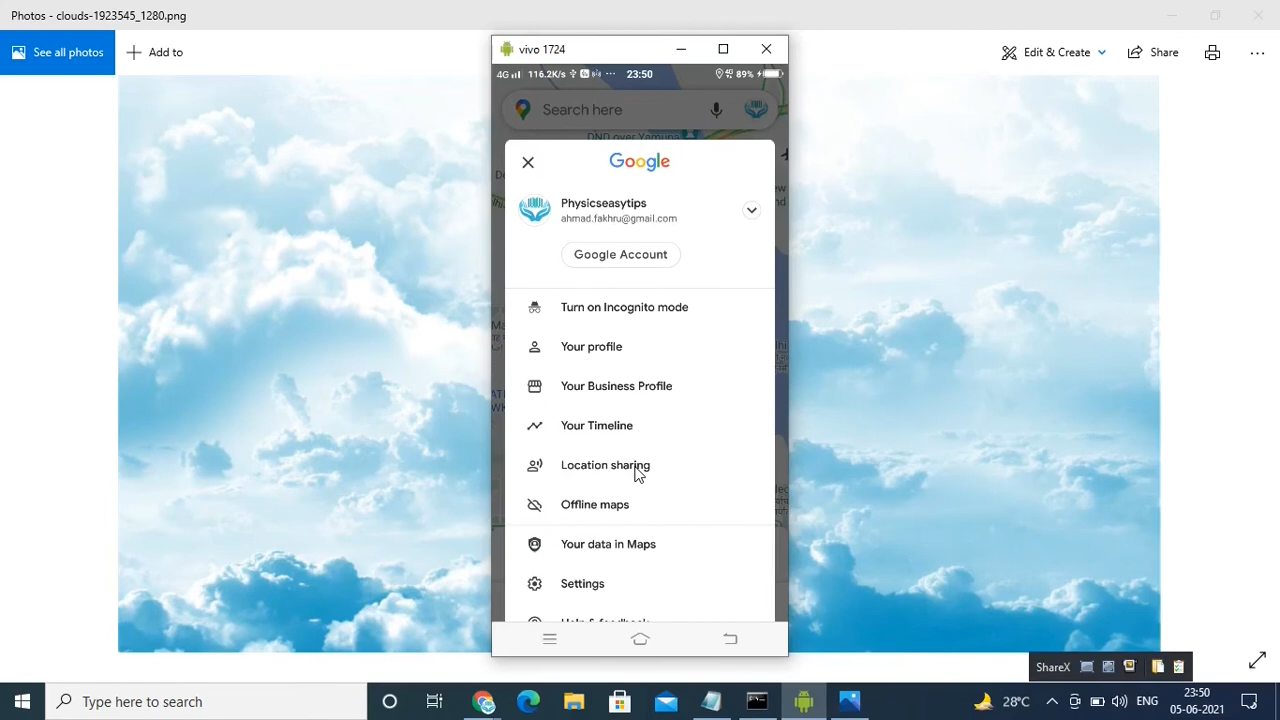 Photos - clouds-1923545_1280.png
See all photos
Add to
Edit & Create
Share
vivo 1724
4G 116.2K/s 23:50 4G 89%
Search here
DND over Yamuna
Google
Physicseasytips
ahmad.fakhru@gmail.com
Google Account
Turn on Incognito mode
Your profile
Your Business Profile
Your Timeline
Location sharing
Offline maps
Your data in Maps
Settings
Help & feedback
ShareX
Type here to search
28°C
ENG
23:50
05-06-2021